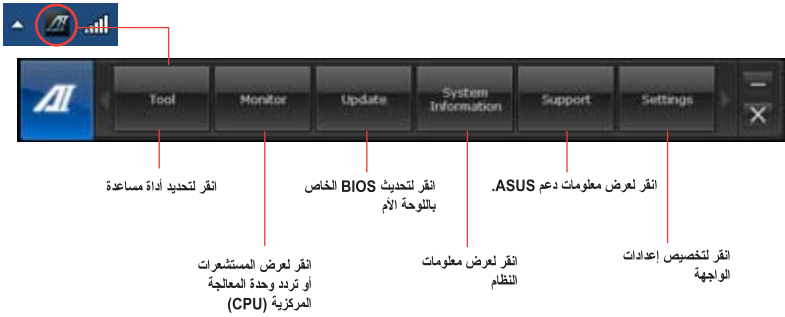 AI
Tool
Monitor
Update
System
Information
Support
Settings
انقر لتحديد أداة مساعدة
انقر لعرض المستشعرات
أو تردد وحدة المعالجة
المركزية (CPU)
انقر لتحديث BIOS الخاص
باللوحة الأم
انقر لعرض معلومات
النظام
انقر لعرض معلومات دعم ASUS.
انقر لتخصيص إعدادات
الواجهة